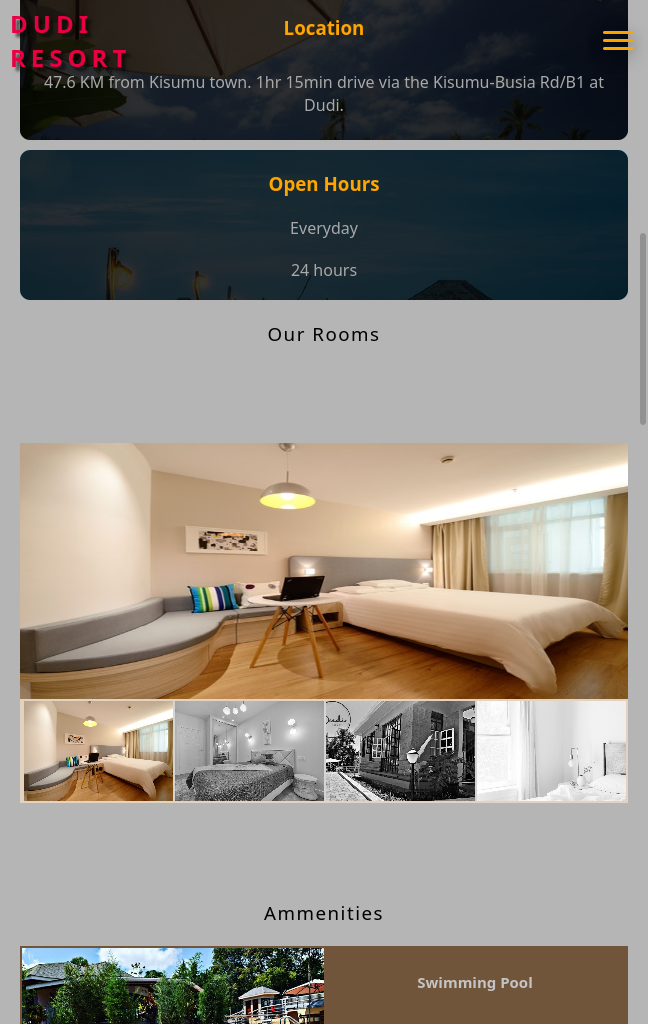 DUDI
RESORT
Location
47.6 KM from Kisumu town. 1hr 15min drive via the Kisumu-Busia Rd/B1 at
Dudi.
Open Hours
Everyday
24 hours
Our Rooms
Ammenities
Swimming Pool